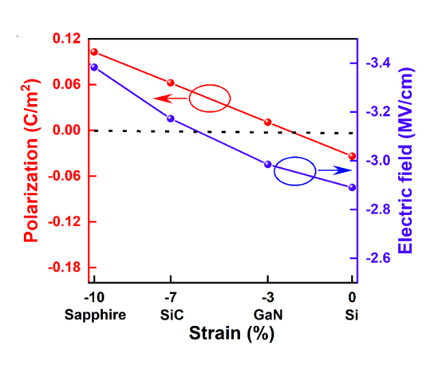 0.12
0.06
0.00
-0.06
-0.12
-0.18
Polarization (C/m²)
-3.4
-3.2
-3.0
-2.8
-2.6
Electric field (MV/cm)
-10 -7 -3 0
Sapphire SiC GaN Si
Strain (%)